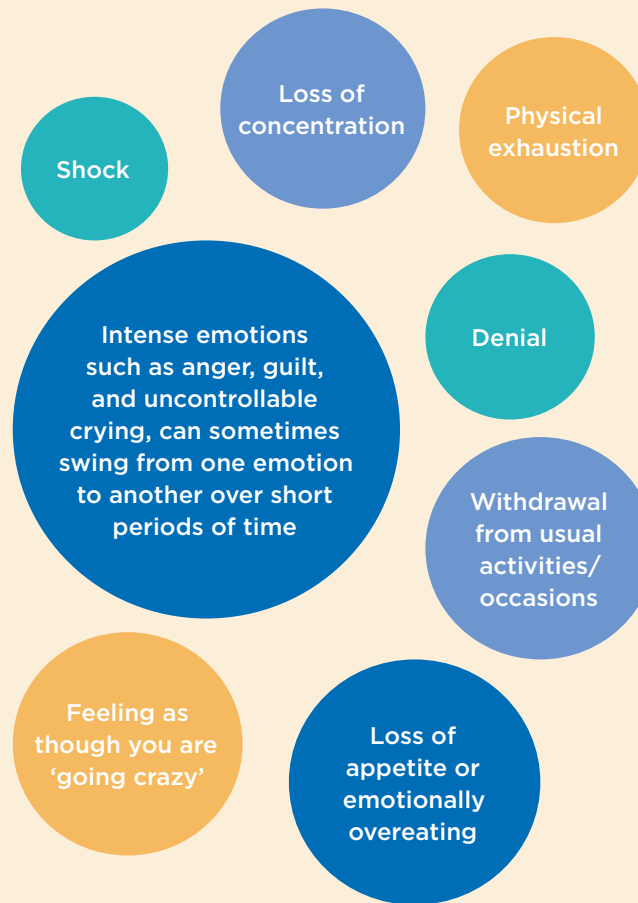 Loss of
concentration
Physical
exhaustion
Shock
Intense emotions
such as anger, guilt,
and uncontrollable
crying, can sometimes
swing from one emotion
to another over short
periods of time
Denial
Withdrawal
from usual
activities/
occasions
Feeling as
though you are
‘going crazy’
Loss of
appetite or
emotionally
overeating